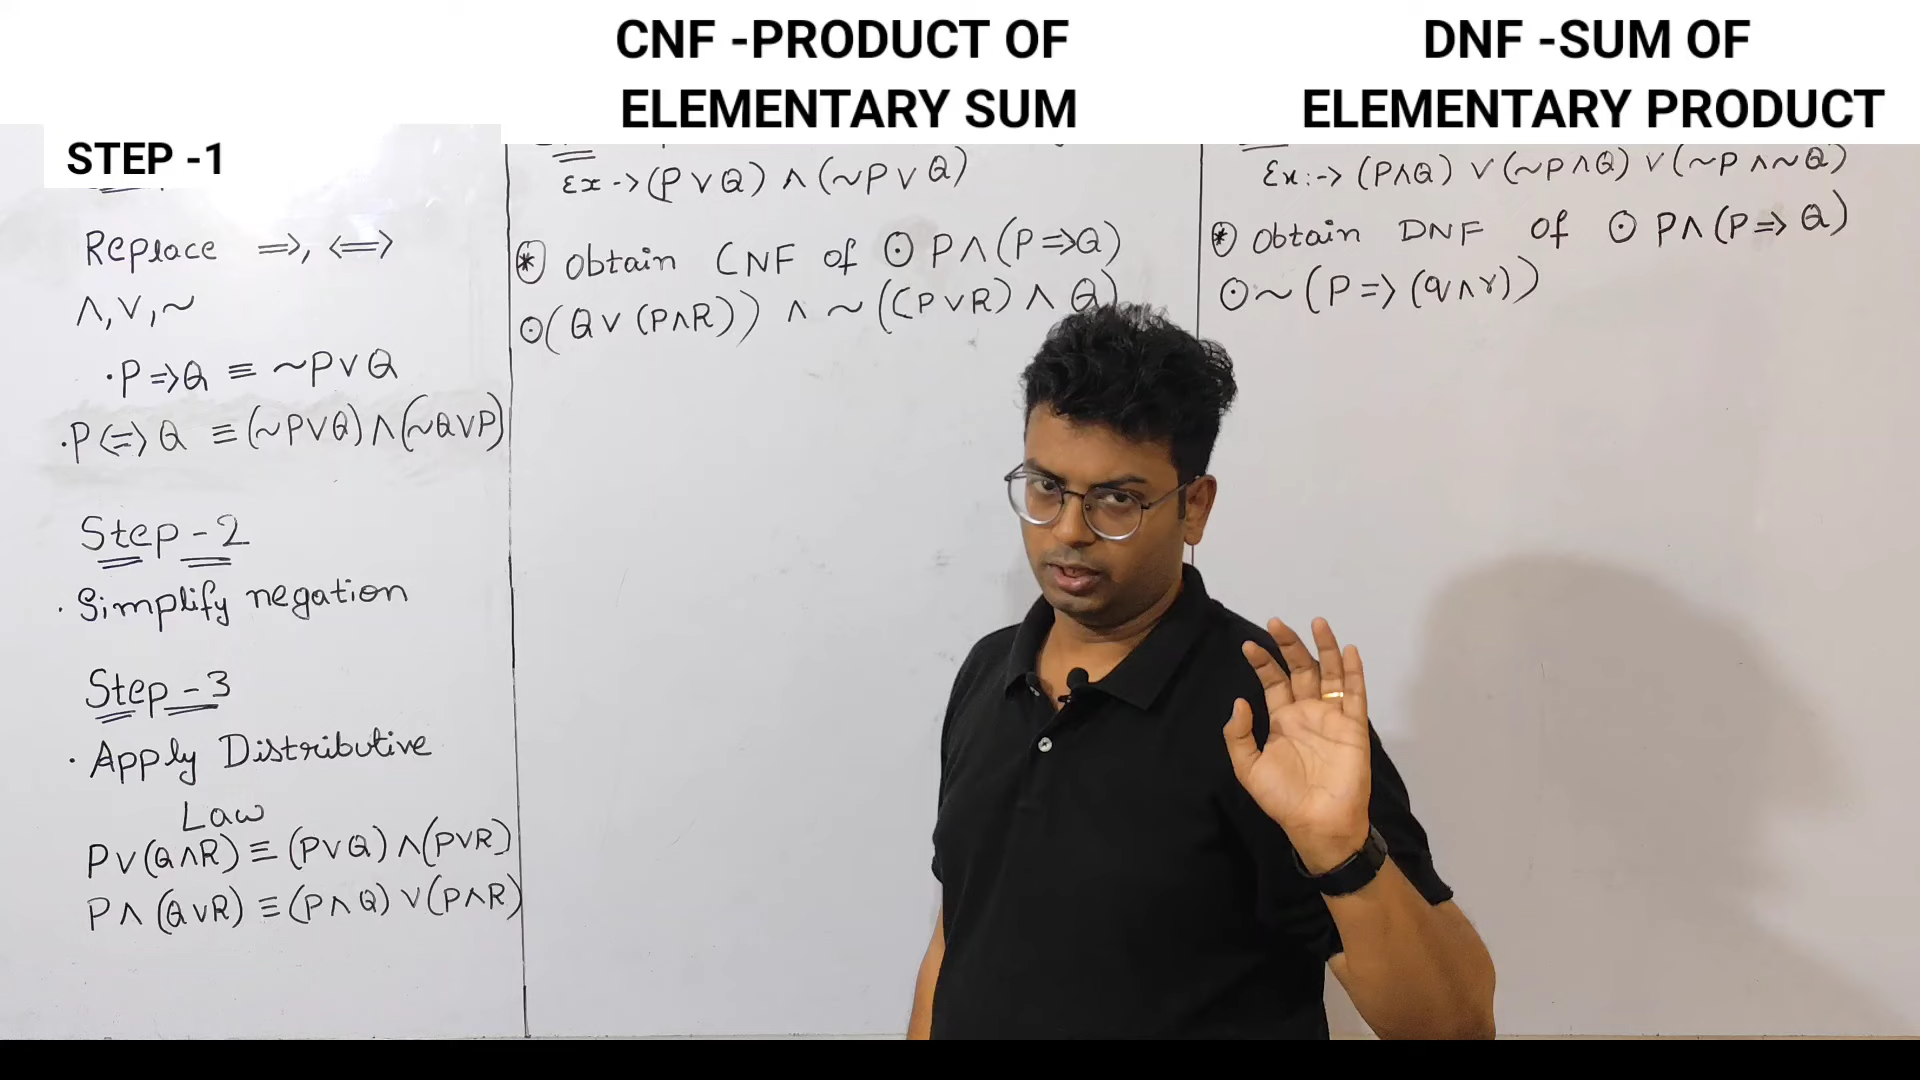 CNF -PRODUCT OF
ELEMENTARY SUM
DNF -SUM OF
ELEMENTARY PRODUCT
STEP -1
Replace ⇒, ⇔
∧, ∨, ~
·P⇒Q ≡ ~P∨Q
·P⇔Q ≡ (~P∨Q)∧(~Q∨P)
Step-2
· Simplify negation
Step-3
· Apply Distributive
Law
P∨(Q∧R) ≡ (P∨Q)∧(P∨R)
P∧(Q∨R) ≡ (P∧Q)∨(P∧R)
Ex -> (P∨Q) ∧ (~P∨Q)
* Obtain CNF of ⊙ P∧(P⇒Q)
⊙(Q∨(P∧R)) ∧ ~((P∨R)∧Q)
Ex:-> (P∧Q) ∨ (~P∧Q) ∨ (~P∧~Q)
* Obtain DNF of ⊙ P∧(P⇒Q)
⊙~(P⇒(q∧r))